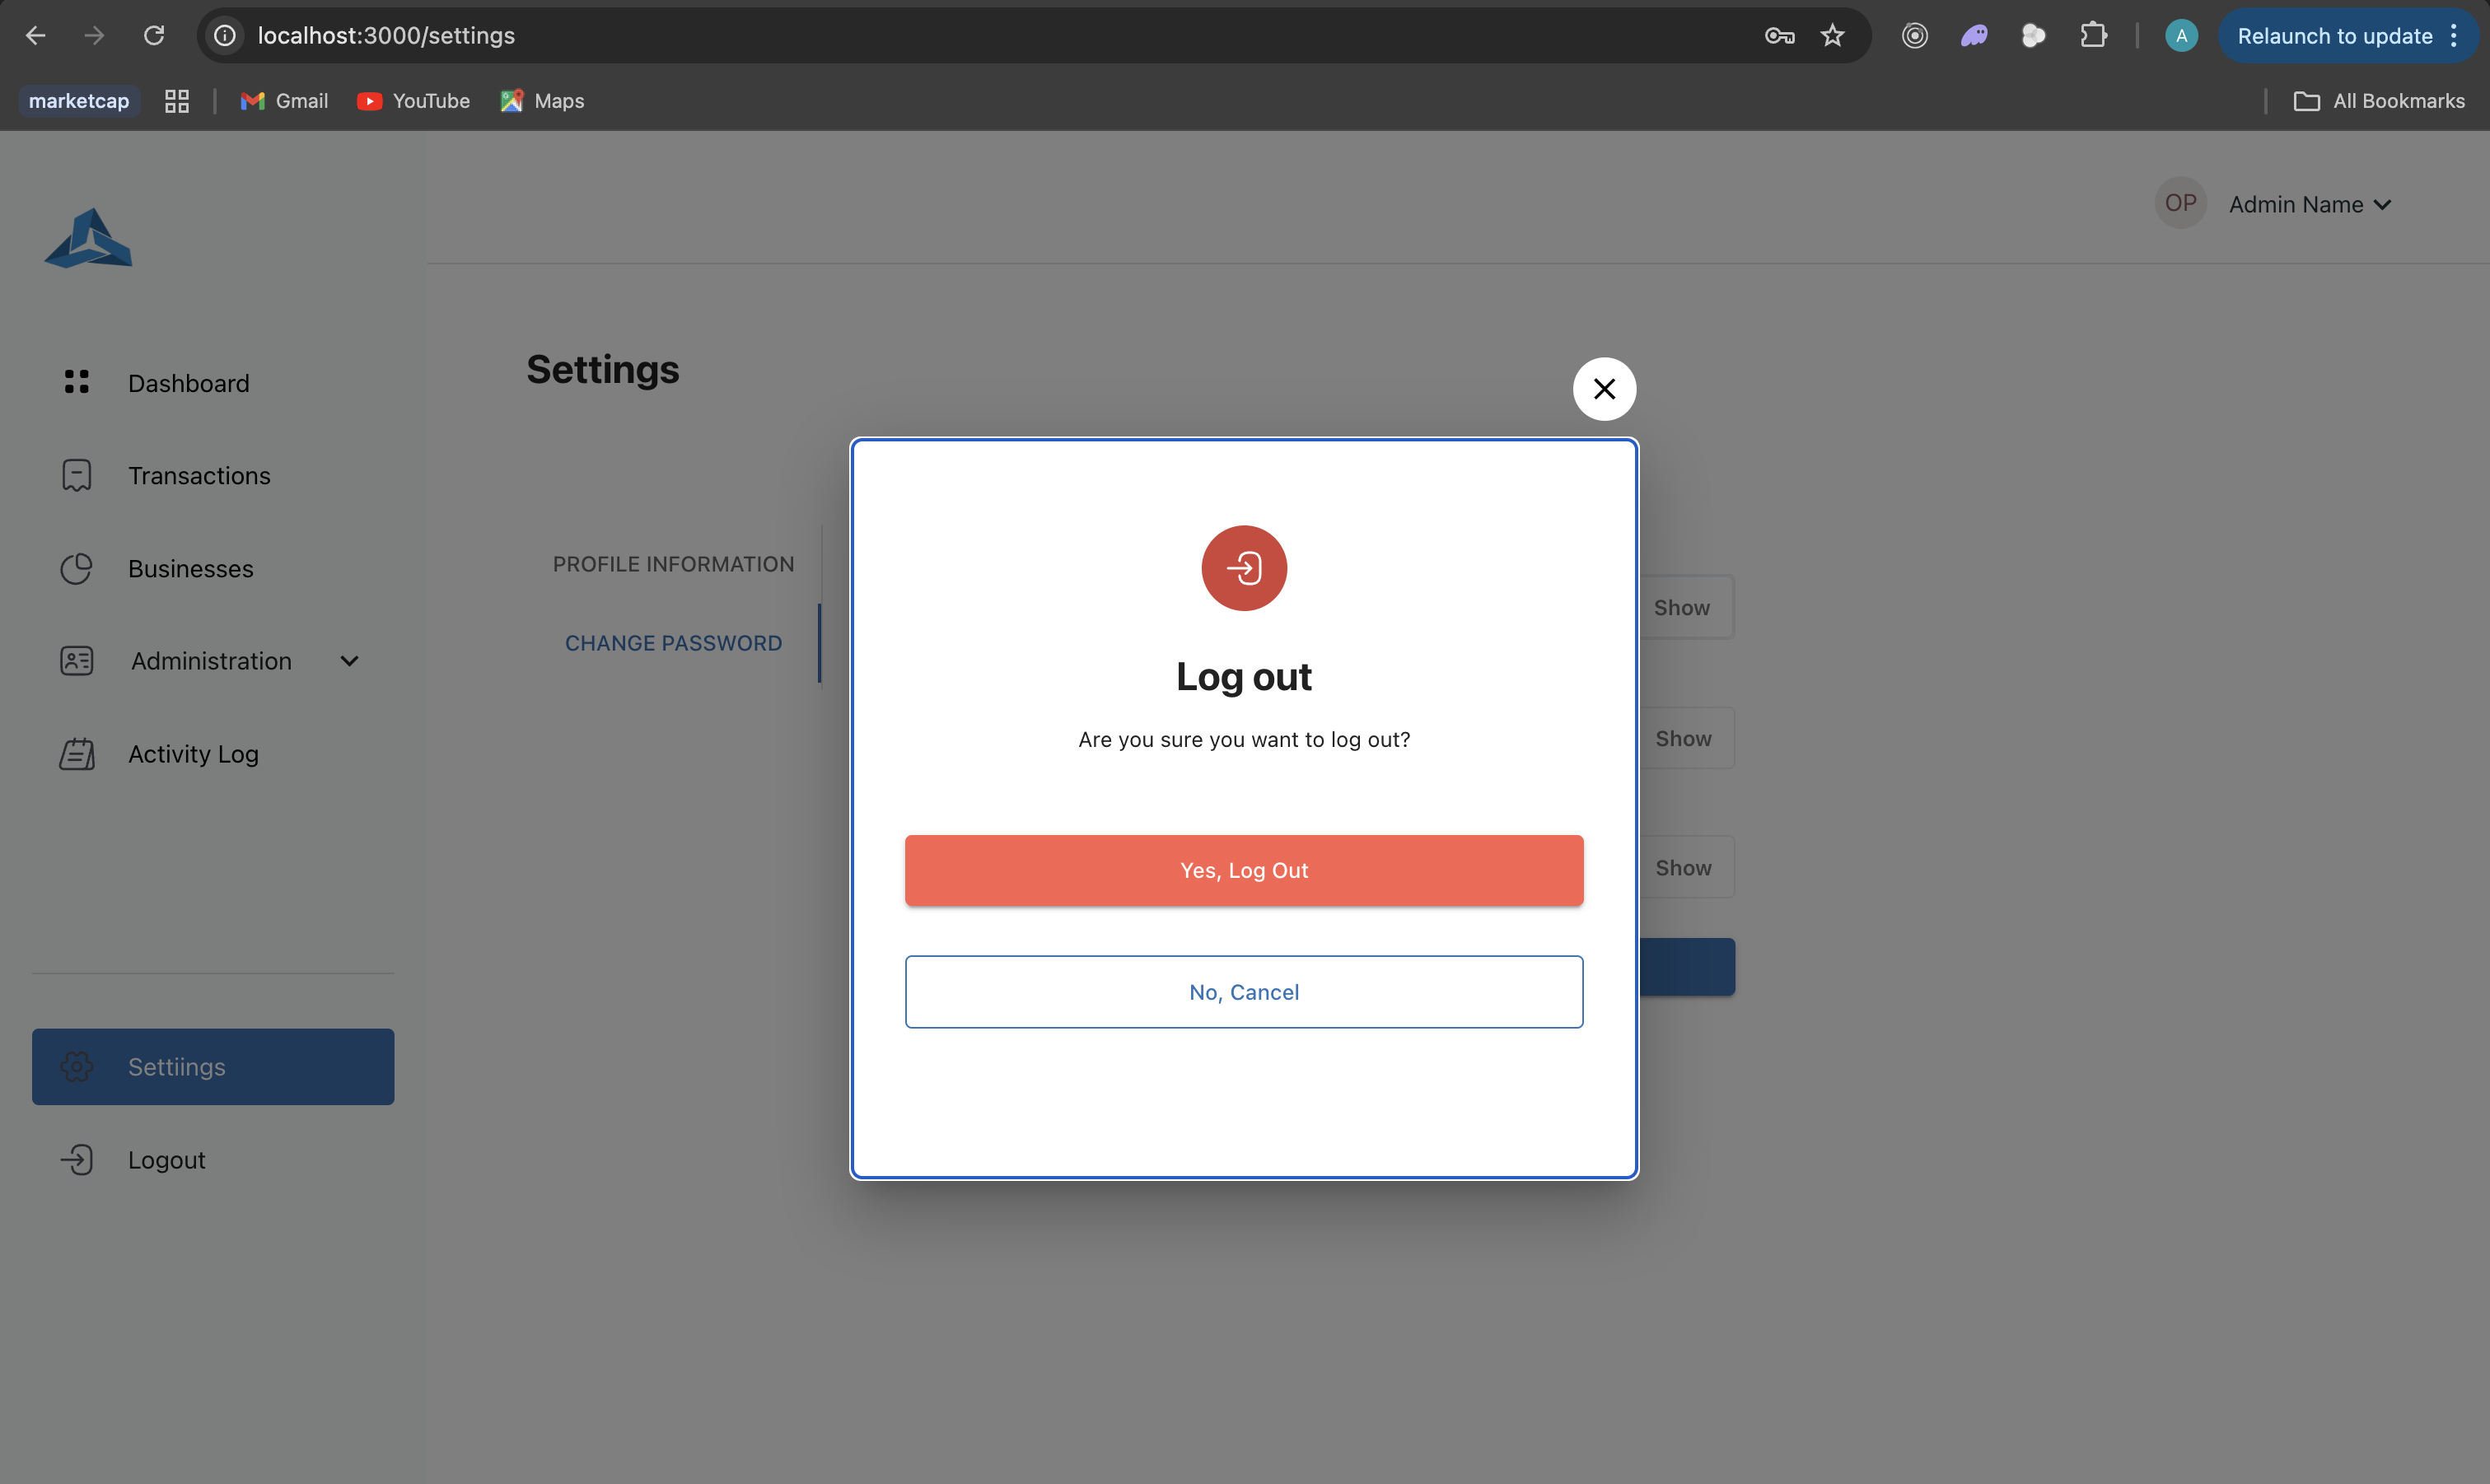 localhost:3000/settings
A
Relaunch to update
marketcap
Gmail
YouTube
Maps
All Bookmarks
OP
Admin Name
Dashboard
Transactions
Businesses
Administration
Activity Log
Settiings
Logout
Settings
PROFILE INFORMATION
CHANGE PASSWORD
Show
Show
Show
Log out
Are you sure you want to log out?
Yes, Log Out
No, Cancel